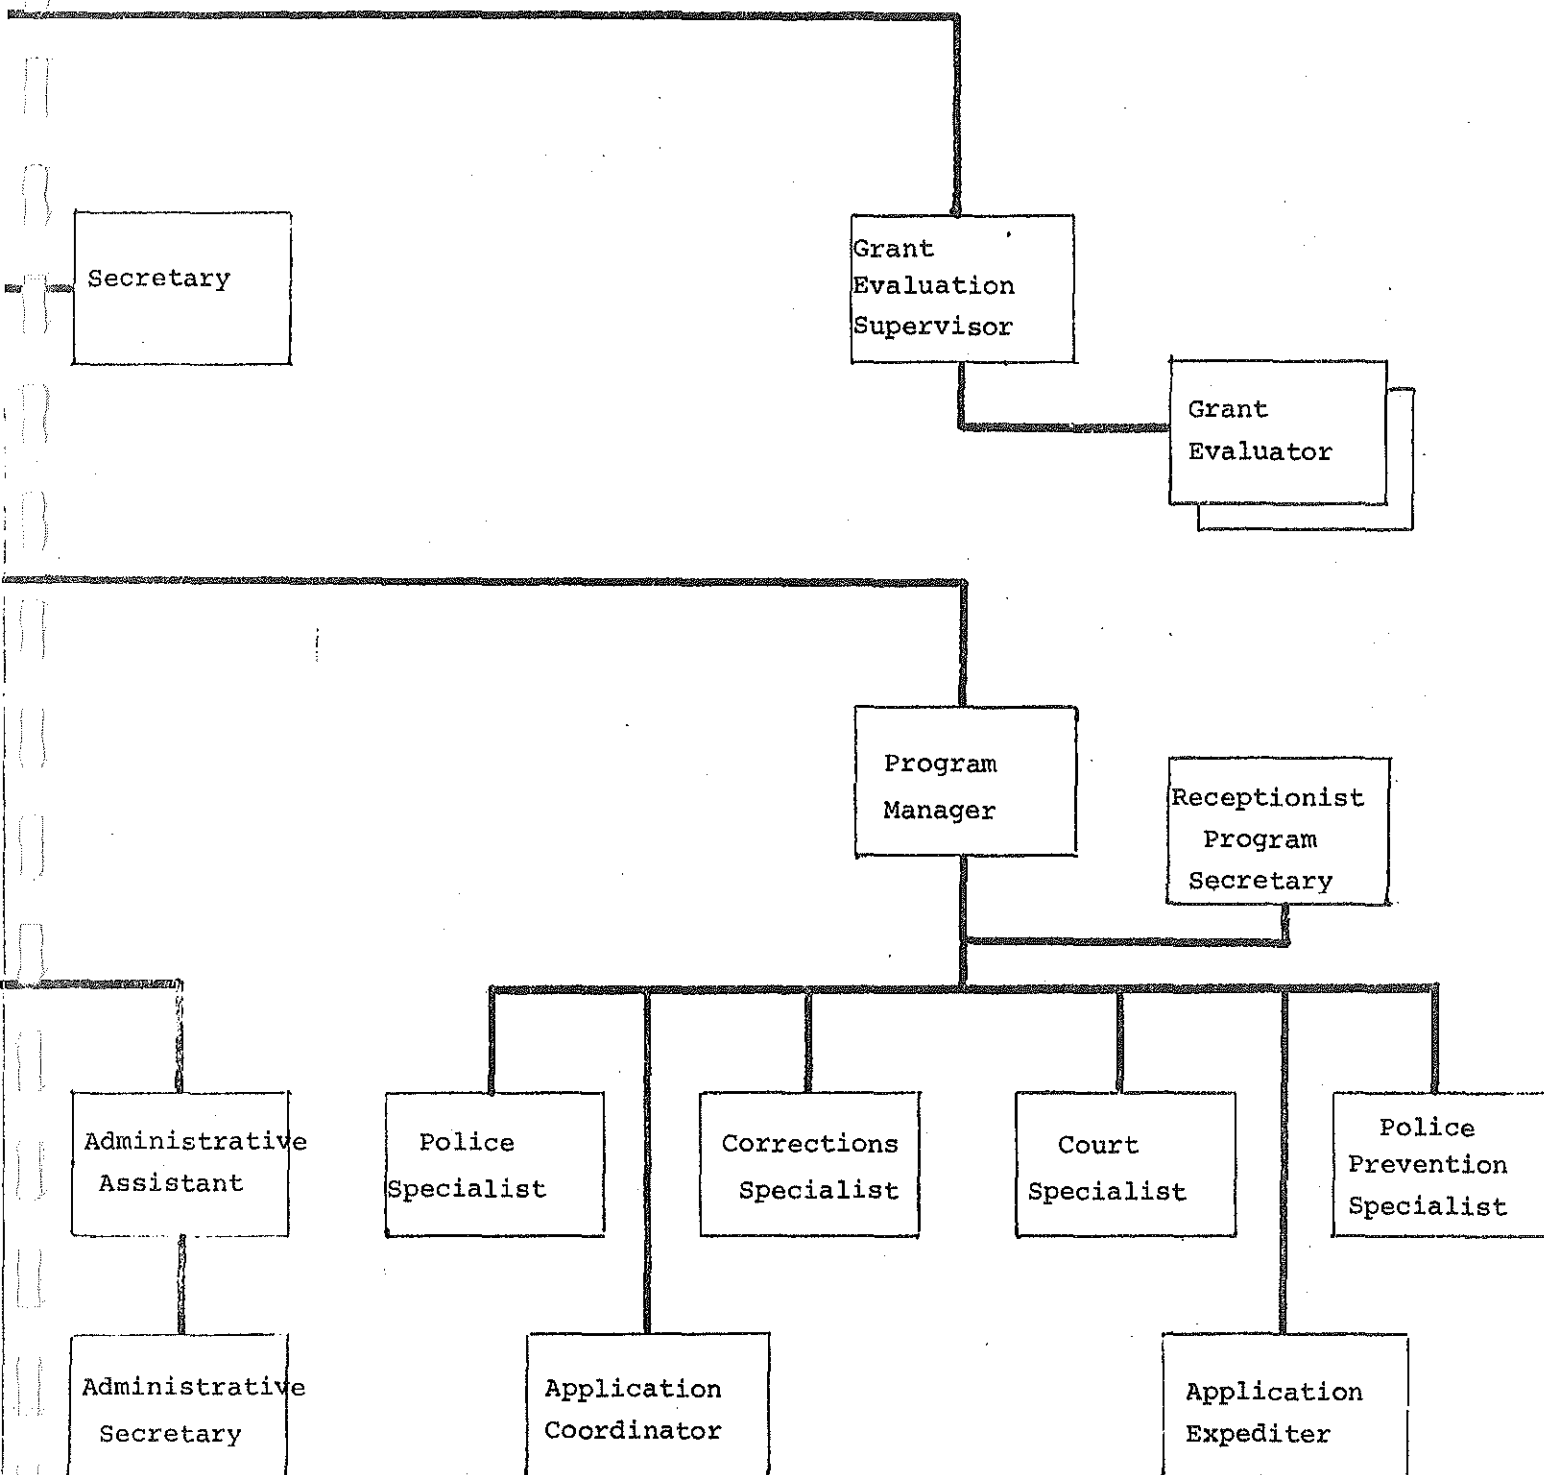 Secretary
Grant
Evaluation
Supervisor
Grant
Evaluator
Program
Manager
Receptionist
Program
Secretary
Administrative
Assistant
Police
Specialist
Corrections
Specialist
Court
Specialist
Police
Prevention
Specialist
Administrative
Secretary
Application
Coordinator
Application
Expediter